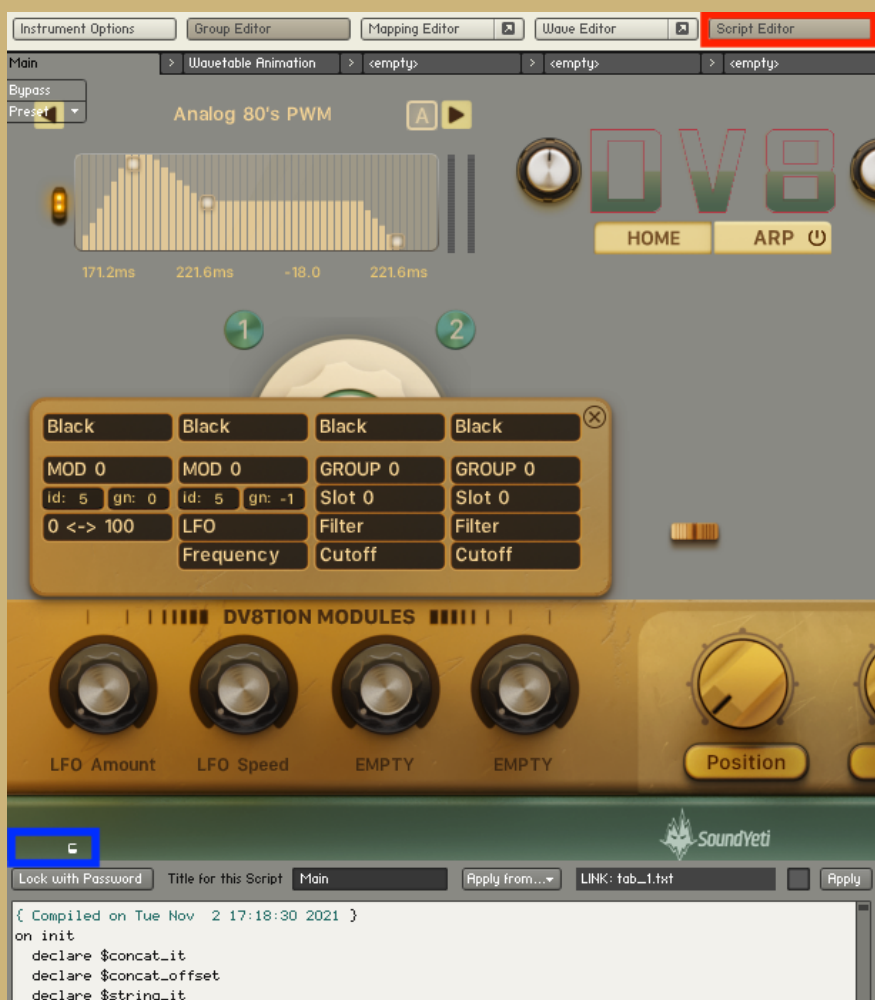 Instrument Options Group Editor Mapping Editor Wave Editor Script Editor
Main > Wavetable Animation > <empty> > <empty> > <empty>
Bypass
Preset
Analog 80's PWM A
DV8
HOME ARP
171.2ms 221.6ms -18.0 221.6ms
1 2
Black Black Black Black
MOD 0 MOD 0 GROUP 0 GROUP 0
id: 5 gn: 0 id: 5 gn: -1 Slot 0 Slot 0
0 <-> 100 LFO Filter Filter
Frequency Cutoff Cutoff
DV8TION MODULES
LFO Amount LFO Speed EMPTY EMPTY Position
SoundYeti
Lock with Password Title for this Script Main Apply from... LINK: tab_1.txt Apply
{ Compiled on Tue Nov 2 17:18:30 2021 }
on init
declare $concat_it
declare $concat_offset
declare $string_it